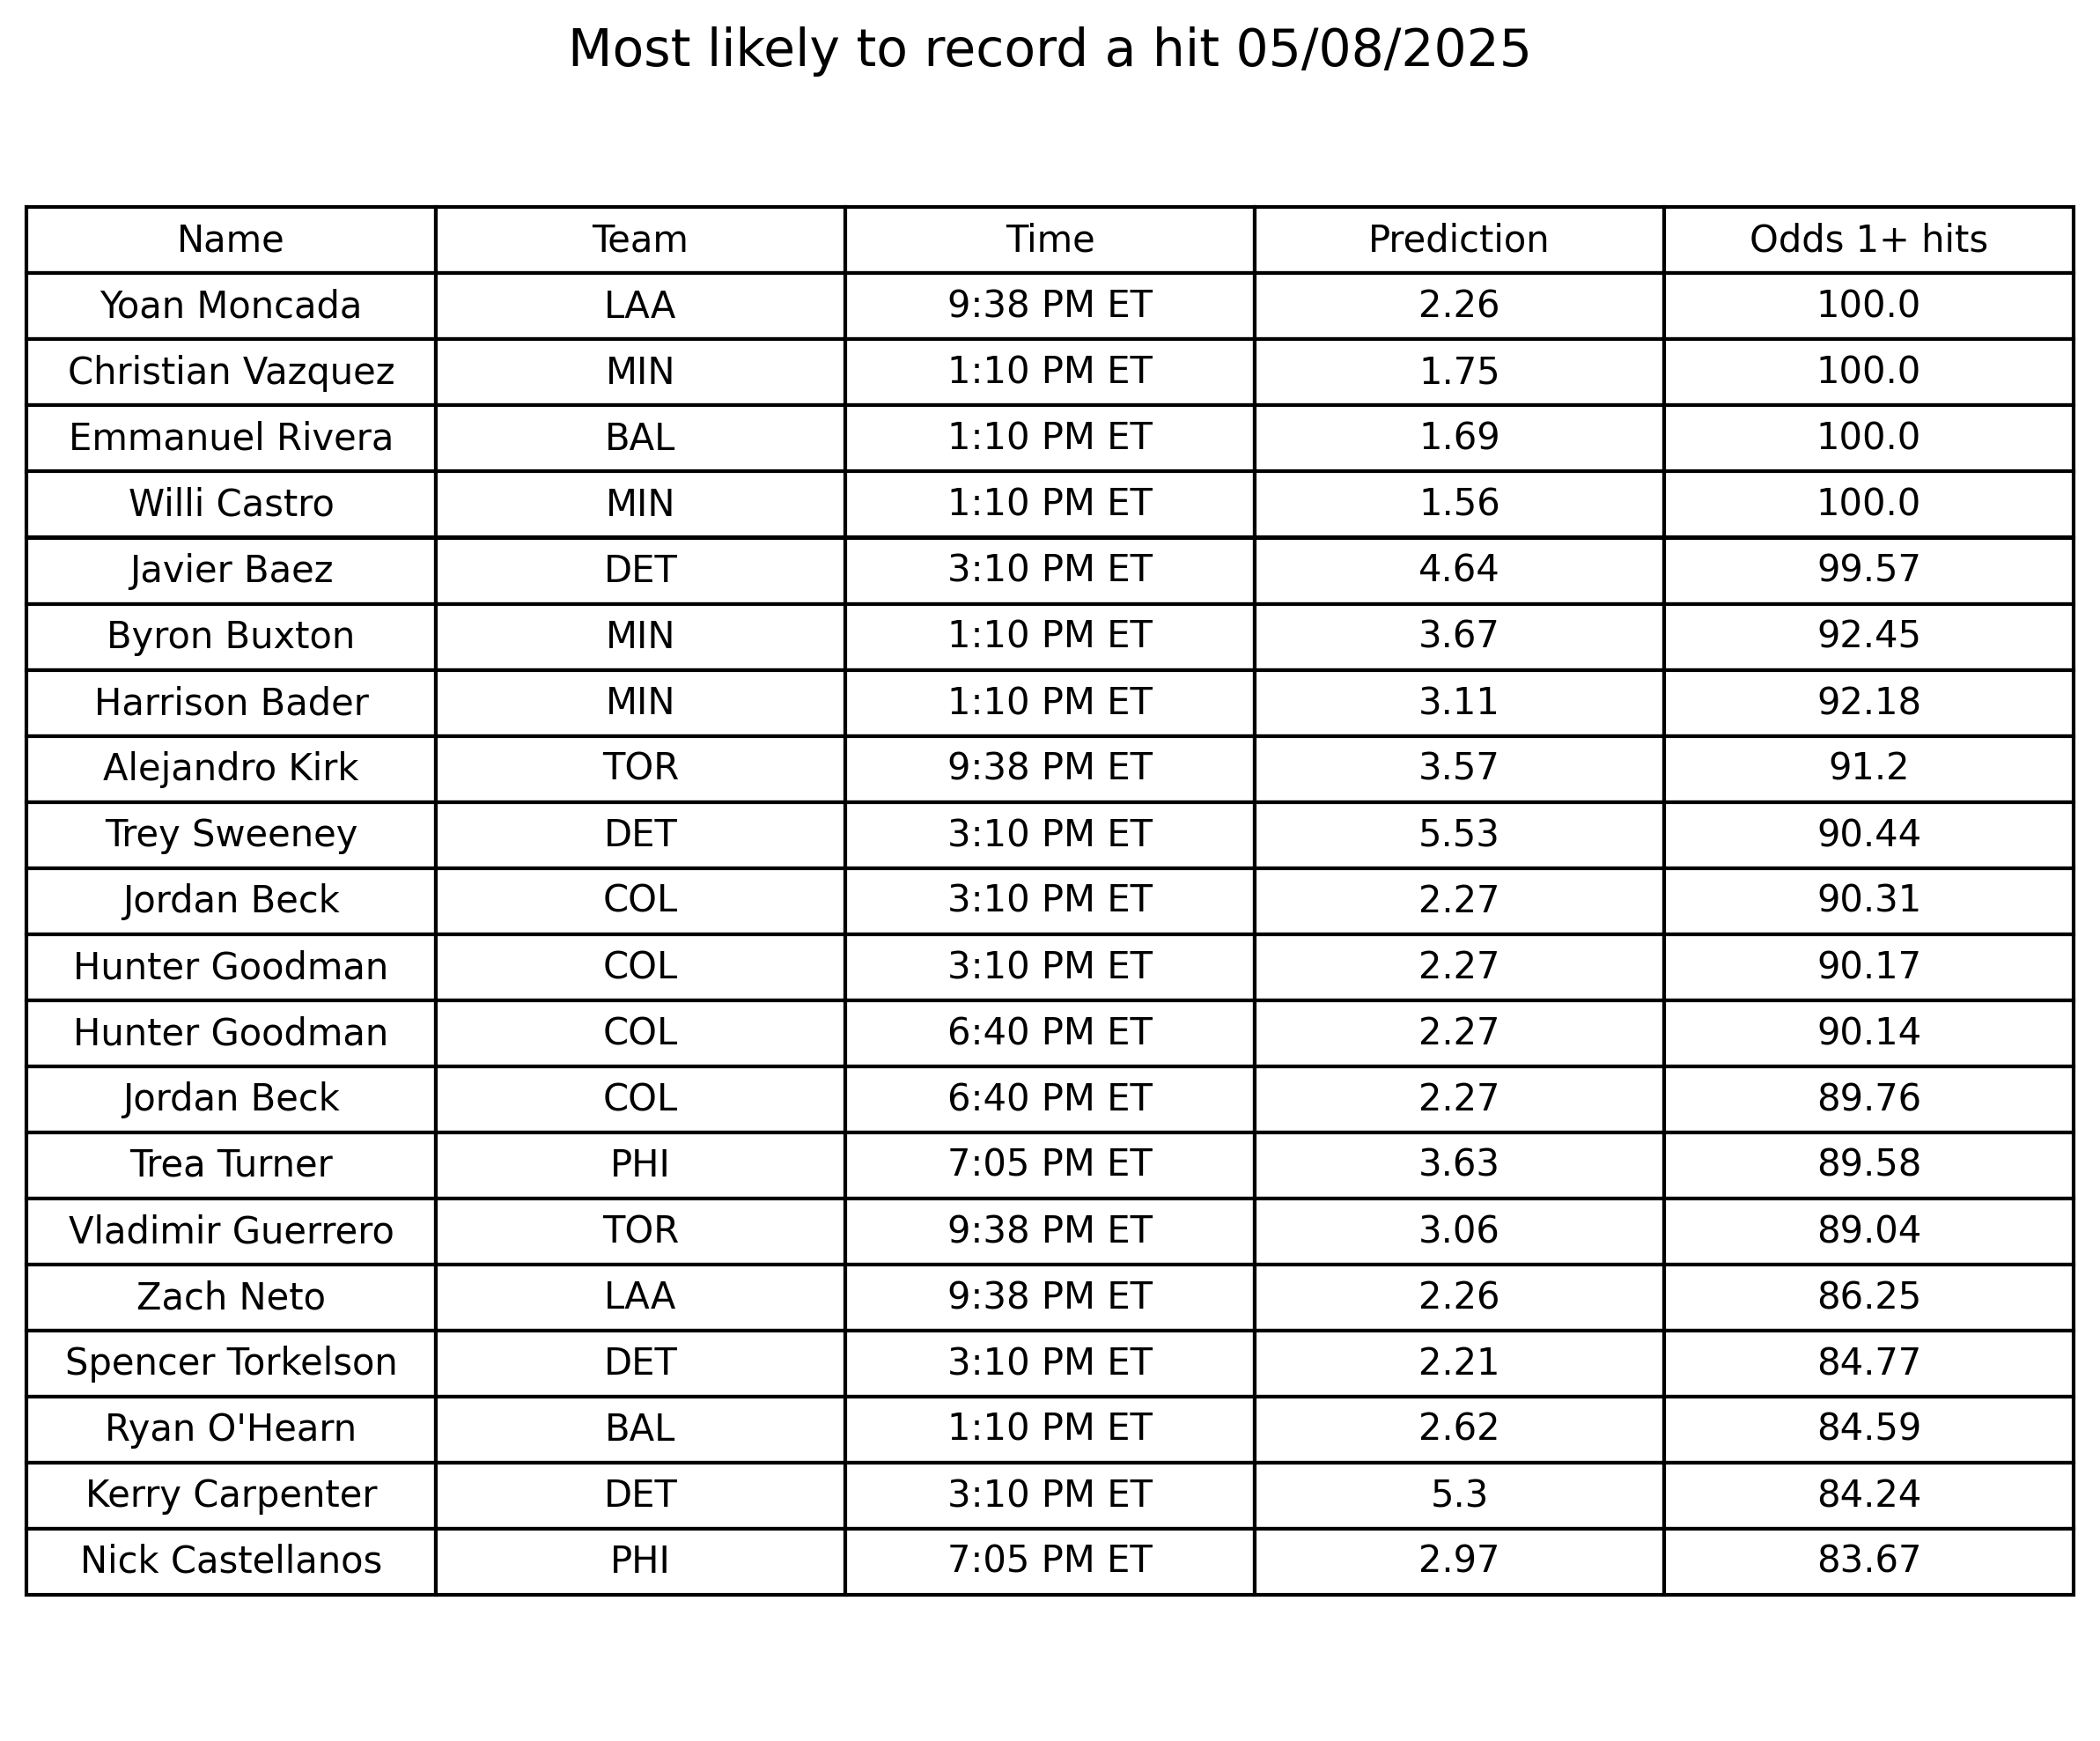 Most likely to record a hit 05/08/2025
Name Team Time Prediction Odds 1+ hits
Yoan Moncada LAA 9:38 PM ET 2.26 100.0
Christian Vazquez MIN 1:10 PM ET 1.75 100.0
Emmanuel Rivera BAL 1:10 PM ET 1.69 100.0
Willi Castro MIN 1:10 PM ET 1.56 100.0
Javier Baez DET 3:10 PM ET 4.64 99.57
Byron Buxton MIN 1:10 PM ET 3.67 92.45
Harrison Bader MIN 1:10 PM ET 3.11 92.18
Alejandro Kirk TOR 9:38 PM ET 3.57 91.2
Trey Sweeney DET 3:10 PM ET 5.53 90.44
Jordan Beck COL 3:10 PM ET 2.27 90.31
Hunter Goodman COL 3:10 PM ET 2.27 90.17
Hunter Goodman COL 6:40 PM ET 2.27 90.14
Jordan Beck COL 6:40 PM ET 2.27 89.76
Trea Turner PHI 7:05 PM ET 3.63 89.58
Vladimir Guerrero TOR 9:38 PM ET 3.06 89.04
Zach Neto LAA 9:38 PM ET 2.26 86.25
Spencer Torkelson DET 3:10 PM ET 2.21 84.77
Ryan O'Hearn BAL 1:10 PM ET 2.62 84.59
Kerry Carpenter DET 3:10 PM ET 5.3 84.24
Nick Castellanos PHI 7:05 PM ET 2.97 83.67